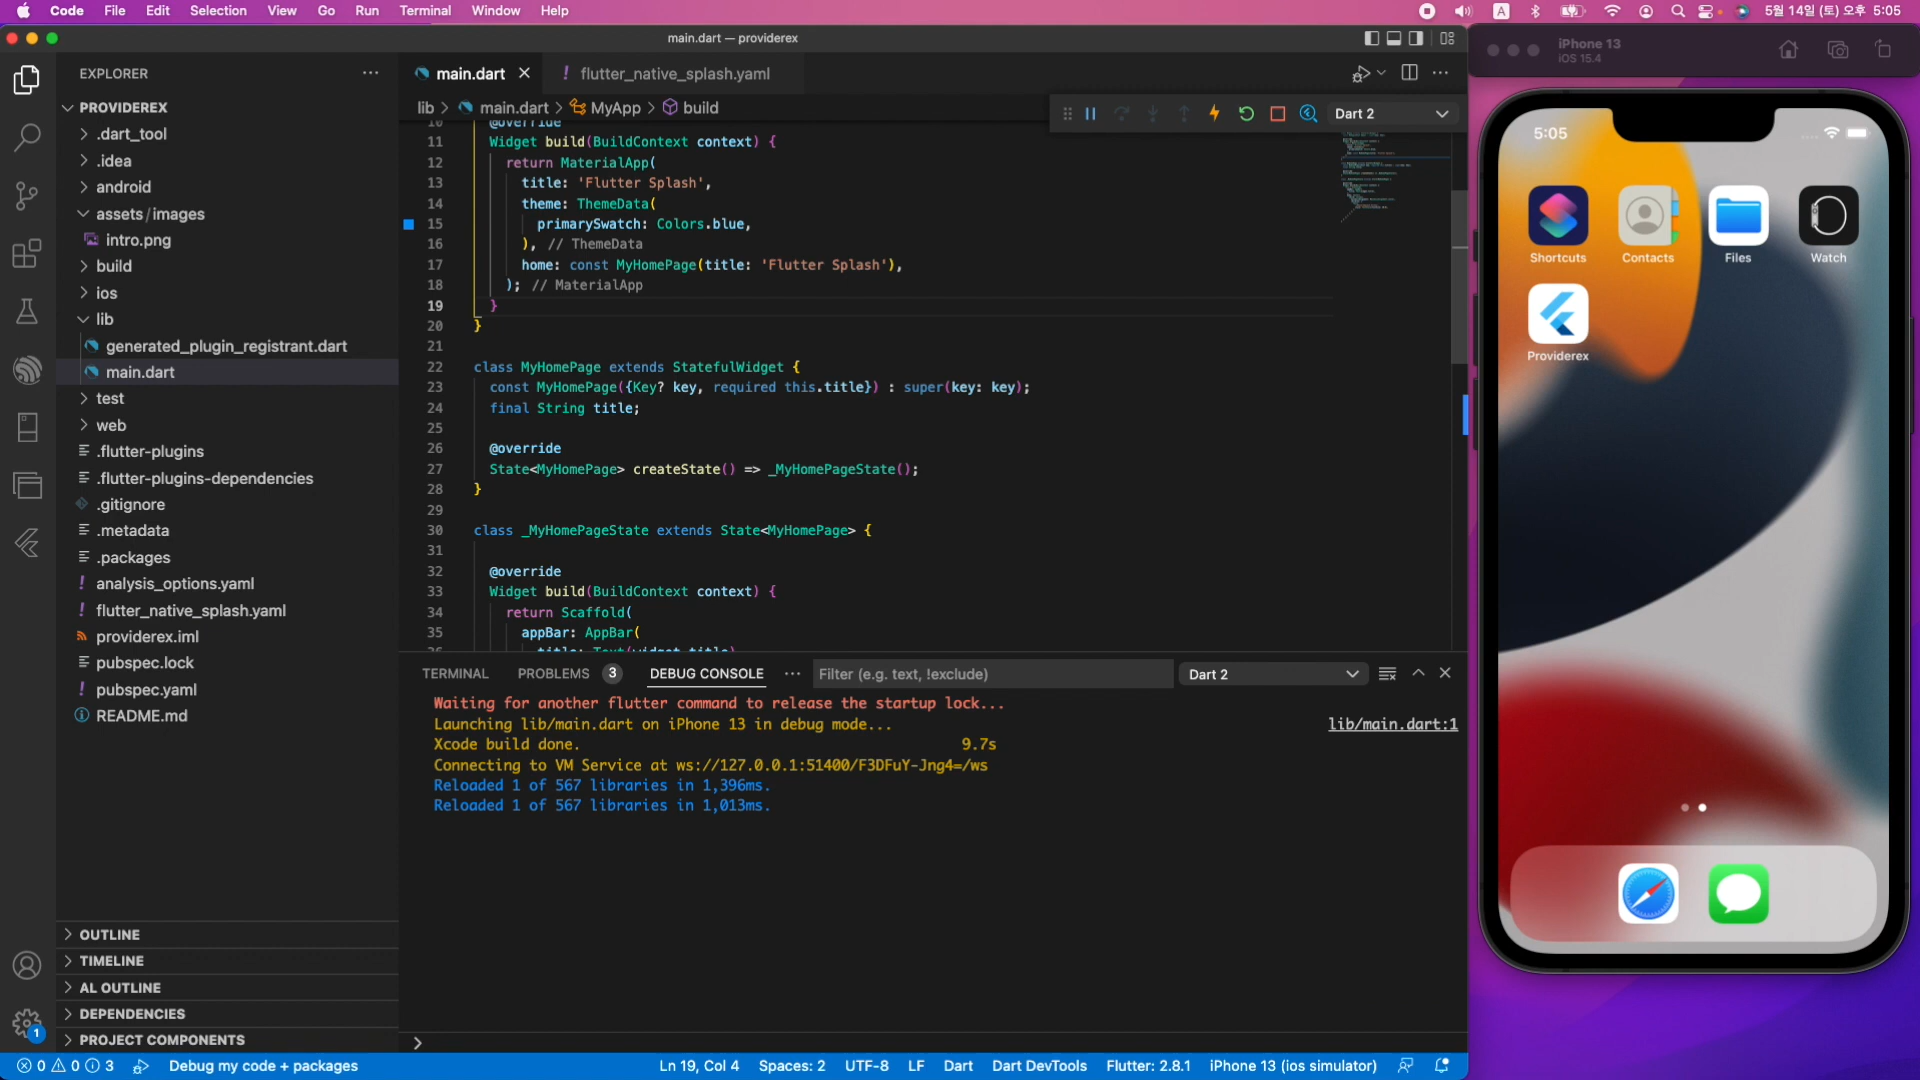 Code File Edit Selection View Go Run Terminal Window Help
A
5월 14일 (토) 오후 5:05
main.dart — providerex
EXPLORER
PROVIDEREX
.dart_tool
.idea
android
assets/images
intro.png
build
ios
lib
generated_plugin_registrant.dart
main.dart
test
web
.flutter-plugins
.flutter-plugins-dependencies
.gitignore
.metadata
.packages
analysis_options.yaml
flutter_native_splash.yaml
providerex.iml
pubspec.lock
pubspec.yaml
README.md
OUTLINE
TIMELINE
AL OUTLINE
DEPENDENCIES
PROJECT COMPONENTS
1
main.dart
flutter_native_splash.yaml
lib > main.dart > MyApp > build
Dart 2
10 @override
11 Widget build(BuildContext context) {
12 return MaterialApp(
13 title: 'Flutter Splash',
14 theme: ThemeData(
15 primarySwatch: Colors.blue,
16 ), // ThemeData
17 home: const MyHomePage(title: 'Flutter Splash'),
18 ); // MaterialApp
19 }
20 }
21
22 class MyHomePage extends StatefulWidget {
23 const MyHomePage({Key? key, required this.title}) : super(key: key);
24 final String title;
25
26 @override
27 State<MyHomePage> createState() => _MyHomePageState();
28 }
29
30 class _MyHomePageState extends State<MyHomePage> {
31
32 @override
33 Widget build(BuildContext context) {
34 return Scaffold(
35 appBar: AppBar(
36 title: Text(widget.title)
TERMINAL PROBLEMS 3 DEBUG CONSOLE ··· Filter (e.g. text, !exclude) Dart 2
Waiting for another flutter command to release the startup lock...
Launching lib/main.dart on iPhone 13 in debug mode... lib/main.dart:1
Xcode build done. 9.7s
Connecting to VM Service at ws://127.0.0.1:51400/F3DFuY-Jng4=/ws
Reloaded 1 of 567 libraries in 1,396ms.
Reloaded 1 of 567 libraries in 1,013ms.
0 0 3 Debug my code + packages
Ln 19, Col 4 Spaces: 2 UTF-8 LF Dart Dart DevTools Flutter: 2.8.1 iPhone 13 (ios simulator)
iPhone 13
iOS 15.4
5:05
Shortcuts Contacts Files Watch
Providerex